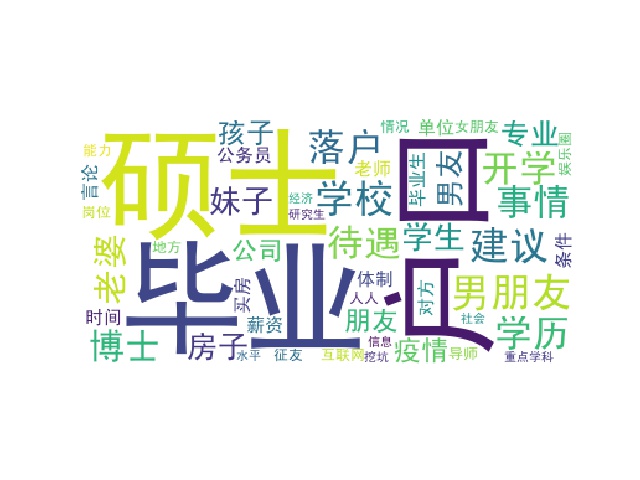 硕士
毕业
户口
孩子
公务员
落户
情况
单位
女朋友
专业
娱乐圈
能力
言论
岗位
妹子
经济
研究生
学校
老师
毕业生
男友
开学
事情
老婆
地方
公司
待遇
学生
建议
条件
买房
体制
人人
对方
男朋友
时间
薪资
朋友
社会
学历
博士
房子
水平
征友
互联网
信息
挖坑
疫情
导师
重点学科